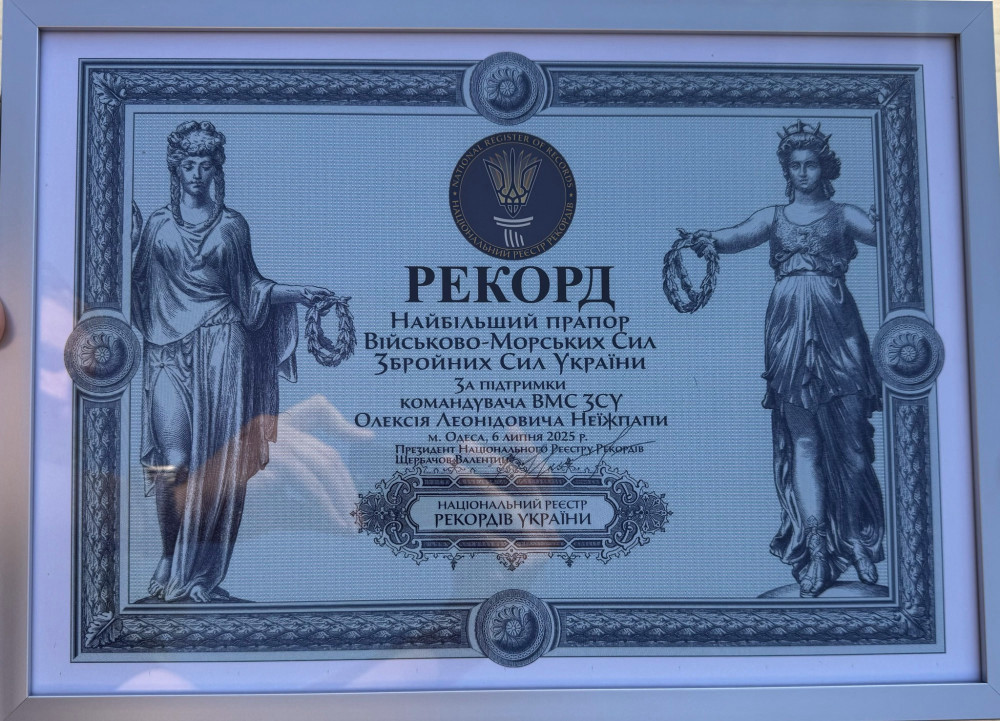 NATIONAL REGISTER OF RECORDS
НАЦІОНАЛЬНИЙ РЕЄСТР РЕКОРДІВ
РЕКОРД
Найбільший прапор
Військово-Морських Сил
Збройних Сил України
За підтримки
командувача ВМС ЗСУ
Олексія Леонідовича Неїжпапи
м. Одеса, 6 липня 2025 р.
Президент Національного Реєстру Рекордів
Щербачов Валентин
НАЦІОНАЛЬНИЙ РЕЄСТР
РЕКОРДІВ УКРАЇНИ